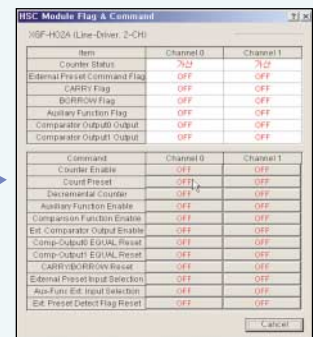 HSC Module Flag & Command
XGF-HO2A (Line-Driver, 2-CH)
Item Channel 0 Channel 1
Counter Status 가산 가산
External Preset Command Flag OFF OFF
CARRY Flag OFF OFF
BORROW Flag OFF OFF
Auxiliary Function Flag OFF OFF
Comparator Output0 Output OFF OFF
Comparator Output1 Output OFF OFF
Command Channel 0 Channel 1
Counter Enable OFF OFF
Count Preset OFF OFF
Decremental Counter OFF OFF
Auxiliary Function Enable OFF OFF
Comparison Function Enable OFF OFF
Ext. Comparator Output Enable OFF OFF
Comp-Output0 EQUAL Reset OFF OFF
Comp-Output1 EQUAL Reset OFF OFF
CARRY/BORROW Reset OFF OFF
External Preset Input Selection OFF OFF
Aux-Func Ext. Input Selection OFF OFF
Ext. Preset Detect Flag Reset OFF OFF
Cancel